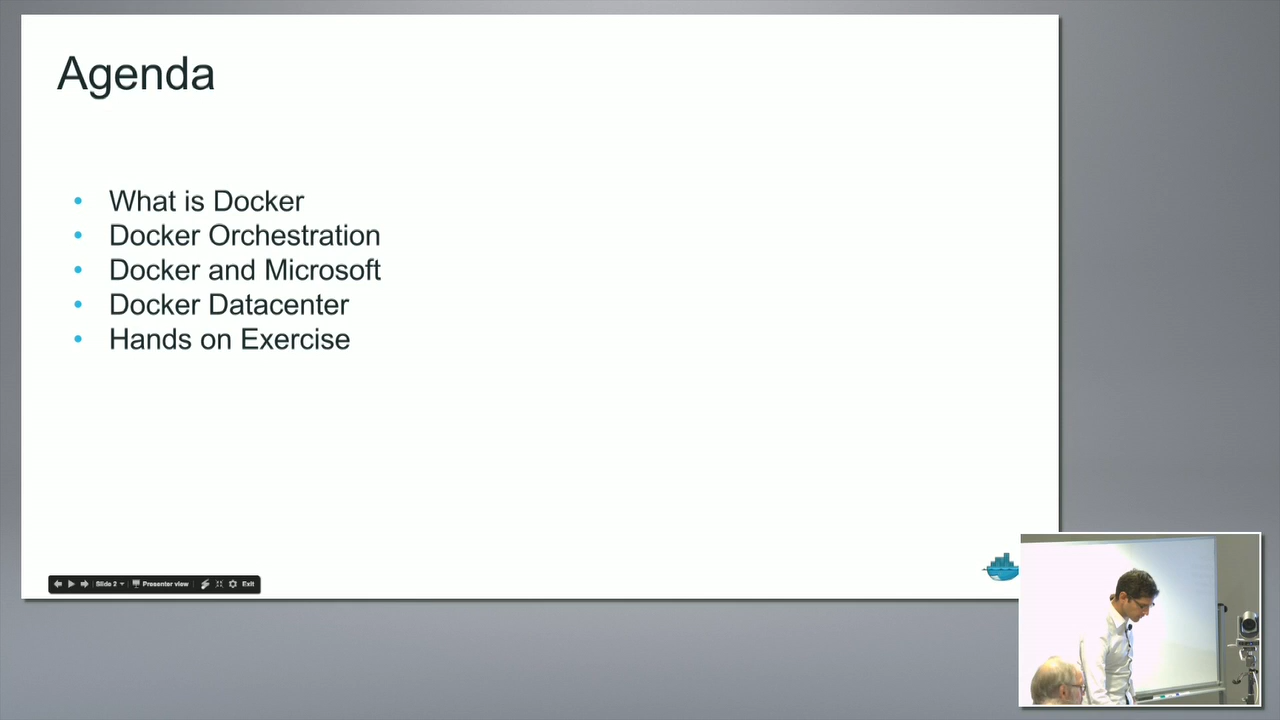 Agenda
• What is Docker
• Docker Orchestration
• Docker and Microsoft
• Docker Datacenter
• Hands on Exercise
Slide 2 Presenter view Exit